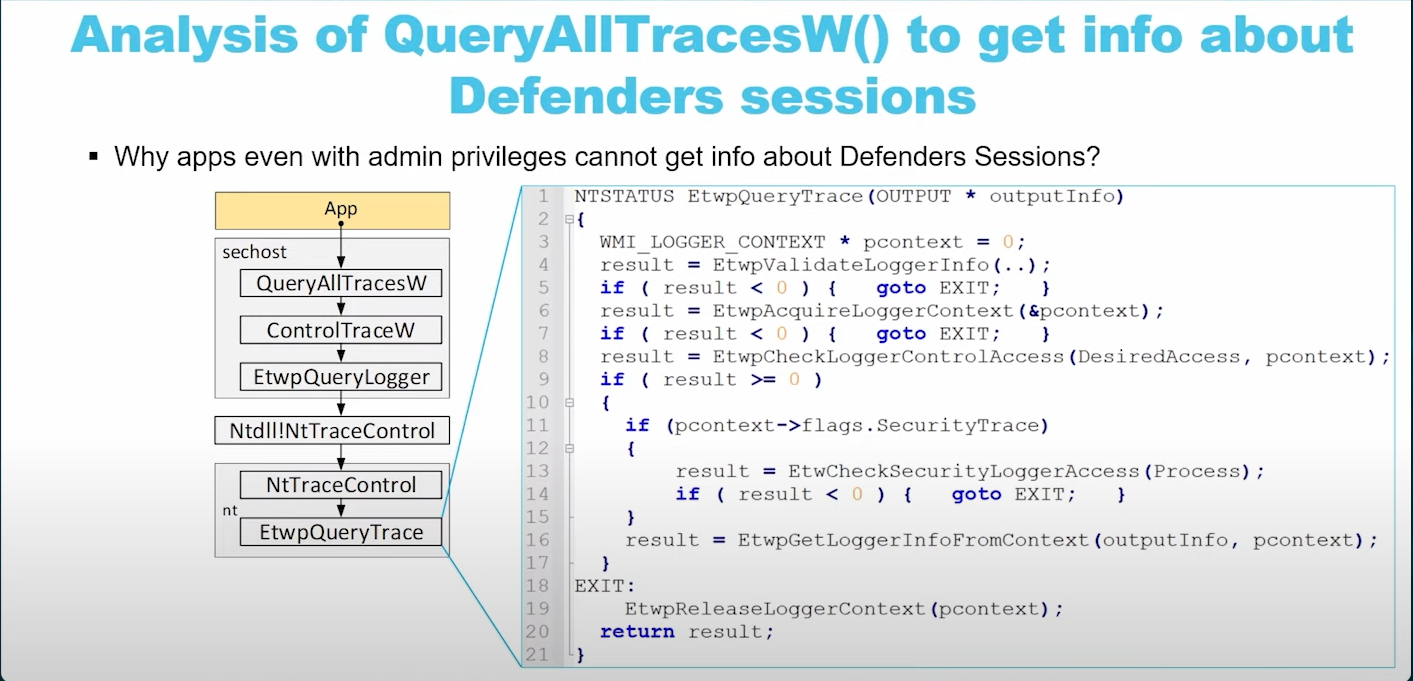 Analysis of QueryAllTracesW() to get info about
Defenders sessions
▪ Why apps even with admin privileges cannot get info about Defenders Sessions?
App
sechost
QueryAllTracesW
ControlTraceW
EtwpQueryLogger
Ntdll!NtTraceControl
NtTraceControl
nt
EtwpQueryTrace
1 NTSTATUS EtwpQueryTrace(OUTPUT * outputInfo)
2 {
3 WMI_LOGGER_CONTEXT * pcontext = 0;
4 result = EtwpValidateLoggerInfo(..);
5 if ( result < 0 ) { goto EXIT; }
6 result = EtwpAcquireLoggerContext(&pcontext);
7 if ( result < 0 ) { goto EXIT; }
8 result = EtwpCheckLoggerControlAccess(DesiredAccess, pcontext);
9 if ( result >= 0 )
10 {
11 if (pcontext->flags.SecurityTrace)
12 {
13 result = EtwCheckSecurityLoggerAccess(Process);
14 if ( result < 0 ) { goto EXIT; }
15 }
16 result = EtwpGetLoggerInfoFromContext(outputInfo, pcontext);
17 }
18 EXIT:
19 EtwpReleaseLoggerContext(pcontext);
20 return result;
21 }